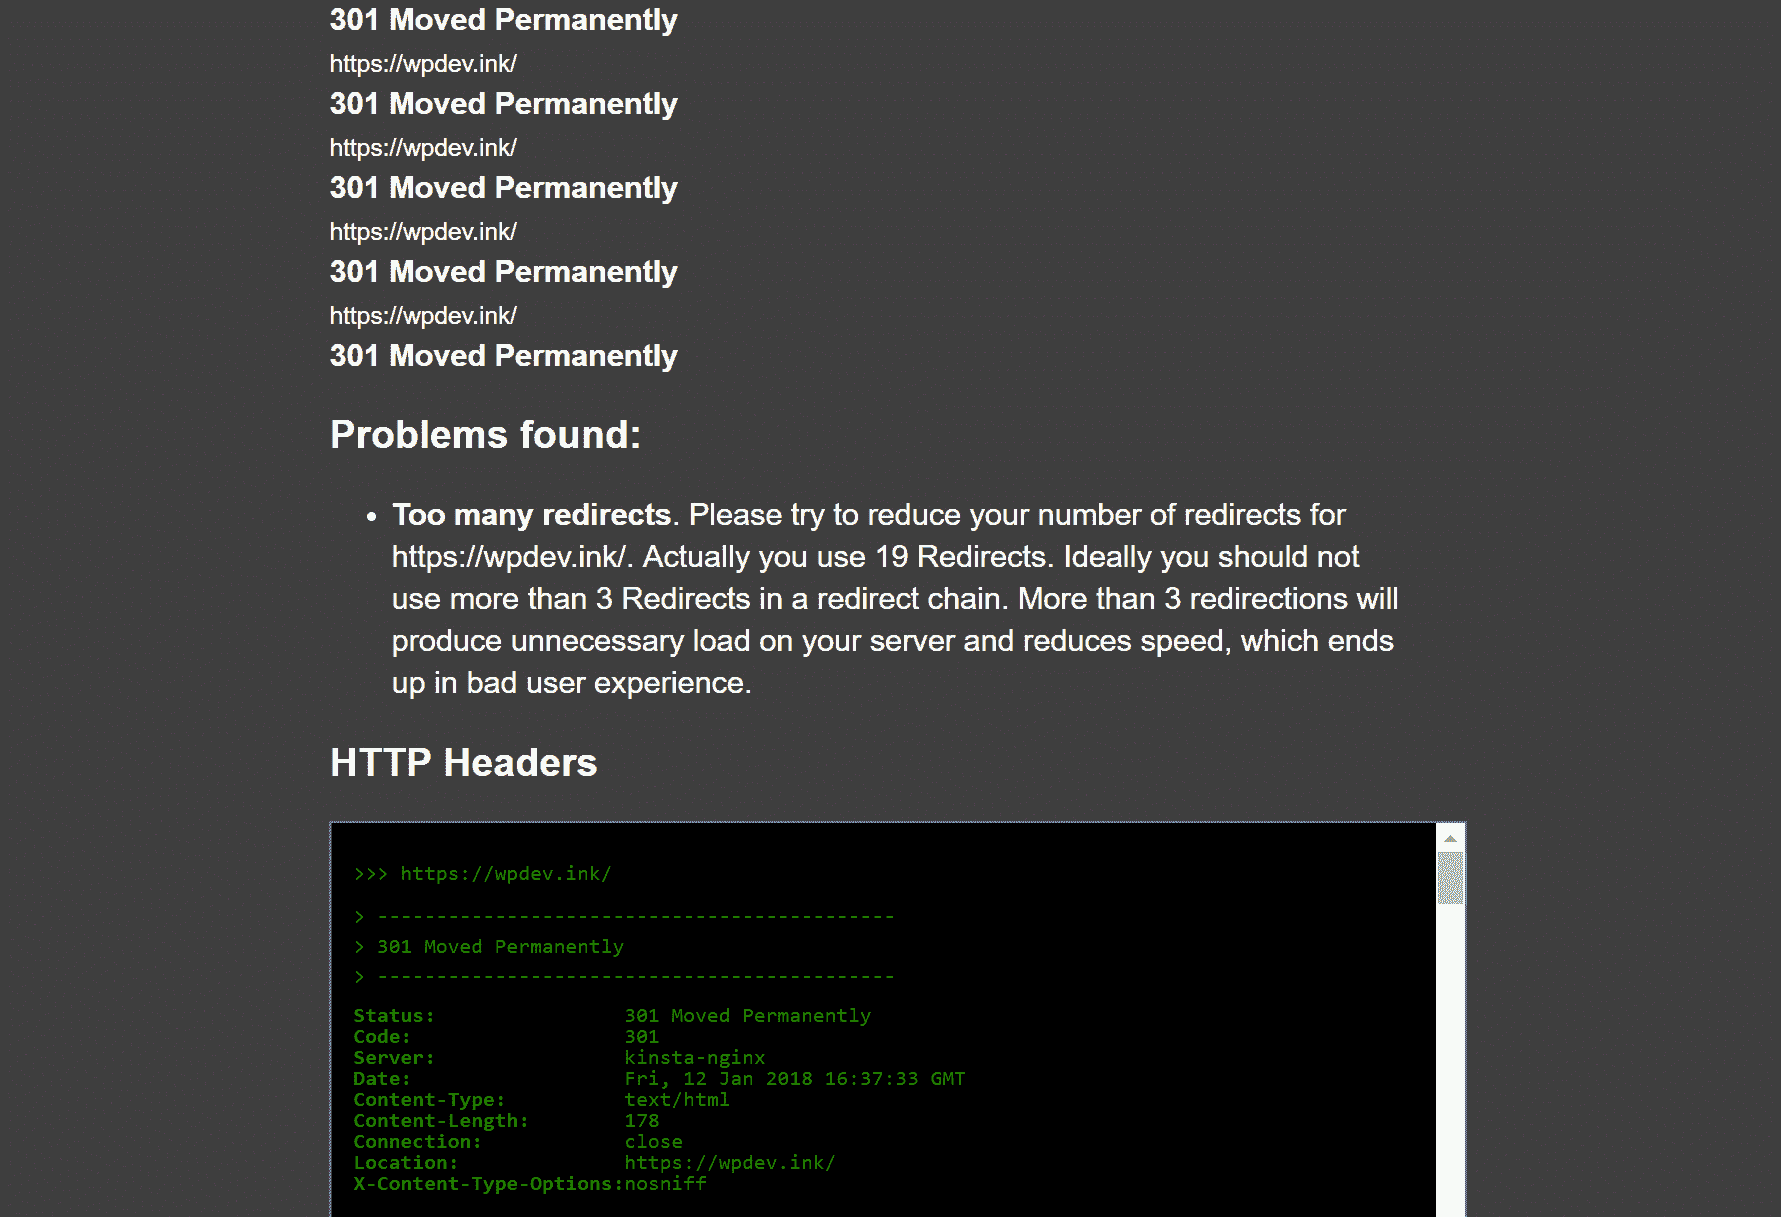 301 Moved Permanently
https://wpdev.ink/
301 Moved Permanently
https://wpdev.ink/
301 Moved Permanently
https://wpdev.ink/
301 Moved Permanently
https://wpdev.ink/
301 Moved Permanently
Problems found:
• Too many redirects. Please try to reduce your number of redirects for
https://wpdev.ink/. Actually you use 19 Redirects. Ideally you should not
use more than 3 Redirects in a redirect chain. More than 3 redirections will
produce unnecessary load on your server and reduces speed, which ends
up in bad user experience.
HTTP Headers
>>> https://wpdev.ink/
> --------------------------------------------
> 301 Moved Permanently
> --------------------------------------------
Status: 301 Moved Permanently
Code: 301
Server: kinsta-nginx
Date: Fri, 12 Jan 2018 16:37:33 GMT
Content-Type: text/html
Content-Length: 178
Connection: close
Location: https://wpdev.ink/
X-Content-Type-Options:nosniff